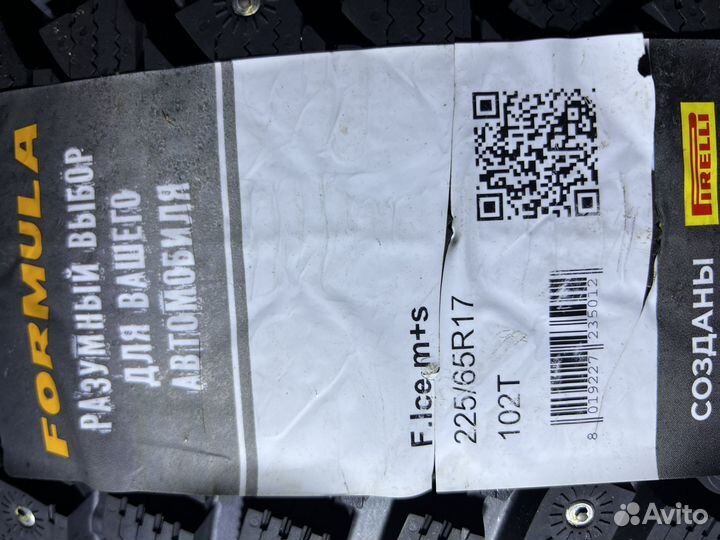 FORMULA
РАЗУМНЫЙ ВЫБОР
ДЛЯ ВАШЕГО
АВТОМОБИЛЯ
F.Ice m+s
225/65R17
102T
8 019227 235012
PIRELLI
СОЗДАНЫ
Avito